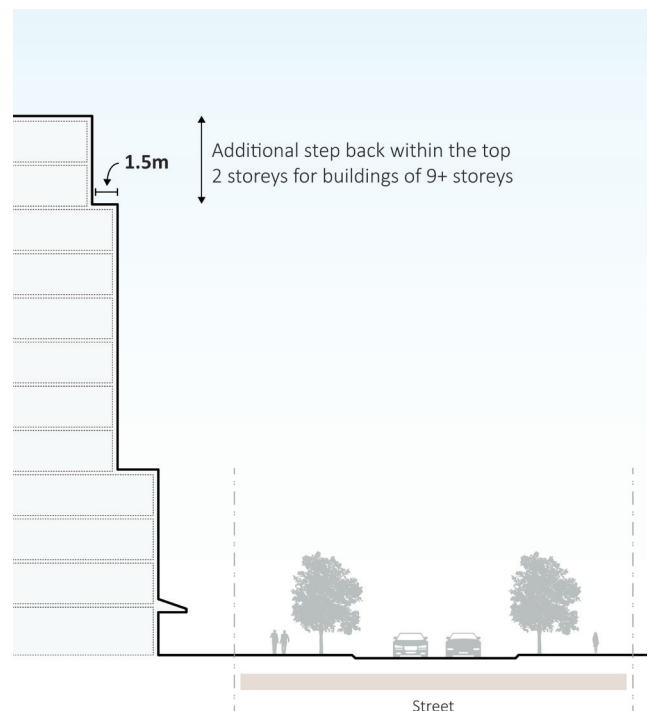 1.5m
Additional step back within the top
2 storeys for buildings of 9+ storeys
Street